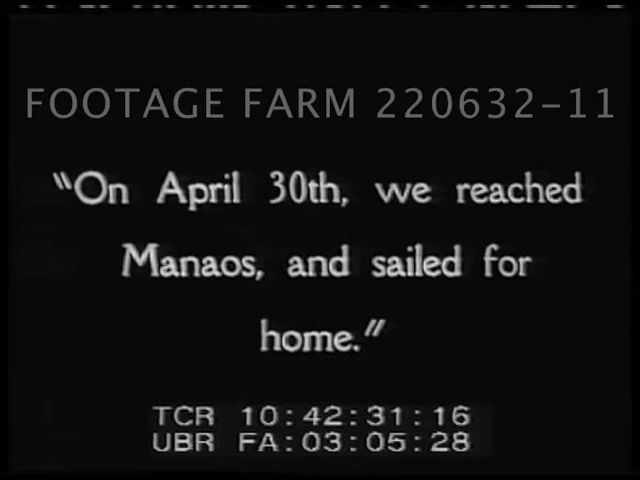 FOOTAGE FARM 220632-11
"On April 30th, we reached
Manaos, and sailed for
home."
TCR 10:42:31:16
UBR FA:03:05:28